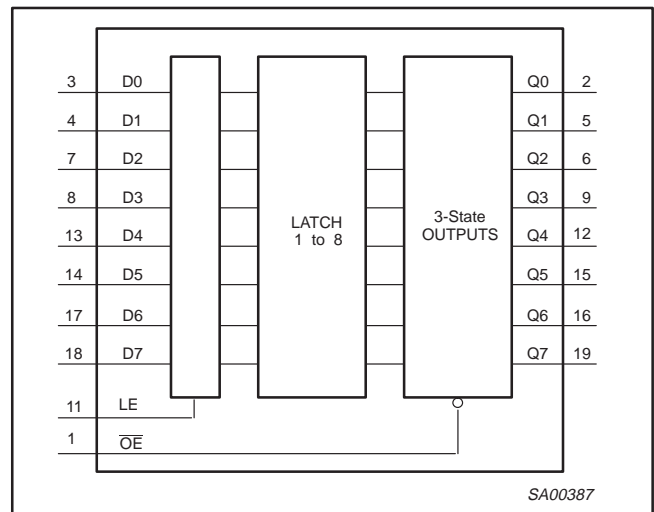 3 D0 Q0 2
4 D1 Q1 5
7 D2 Q2 6
8 D3 Q3 9
LATCH
1 to 8
3-State
OUTPUTS
13 D4 Q4 12
14 D5 Q5 15
17 D6 Q6 16
18 D7 Q7 19
11 LE
1 O̅E̅
SA00387